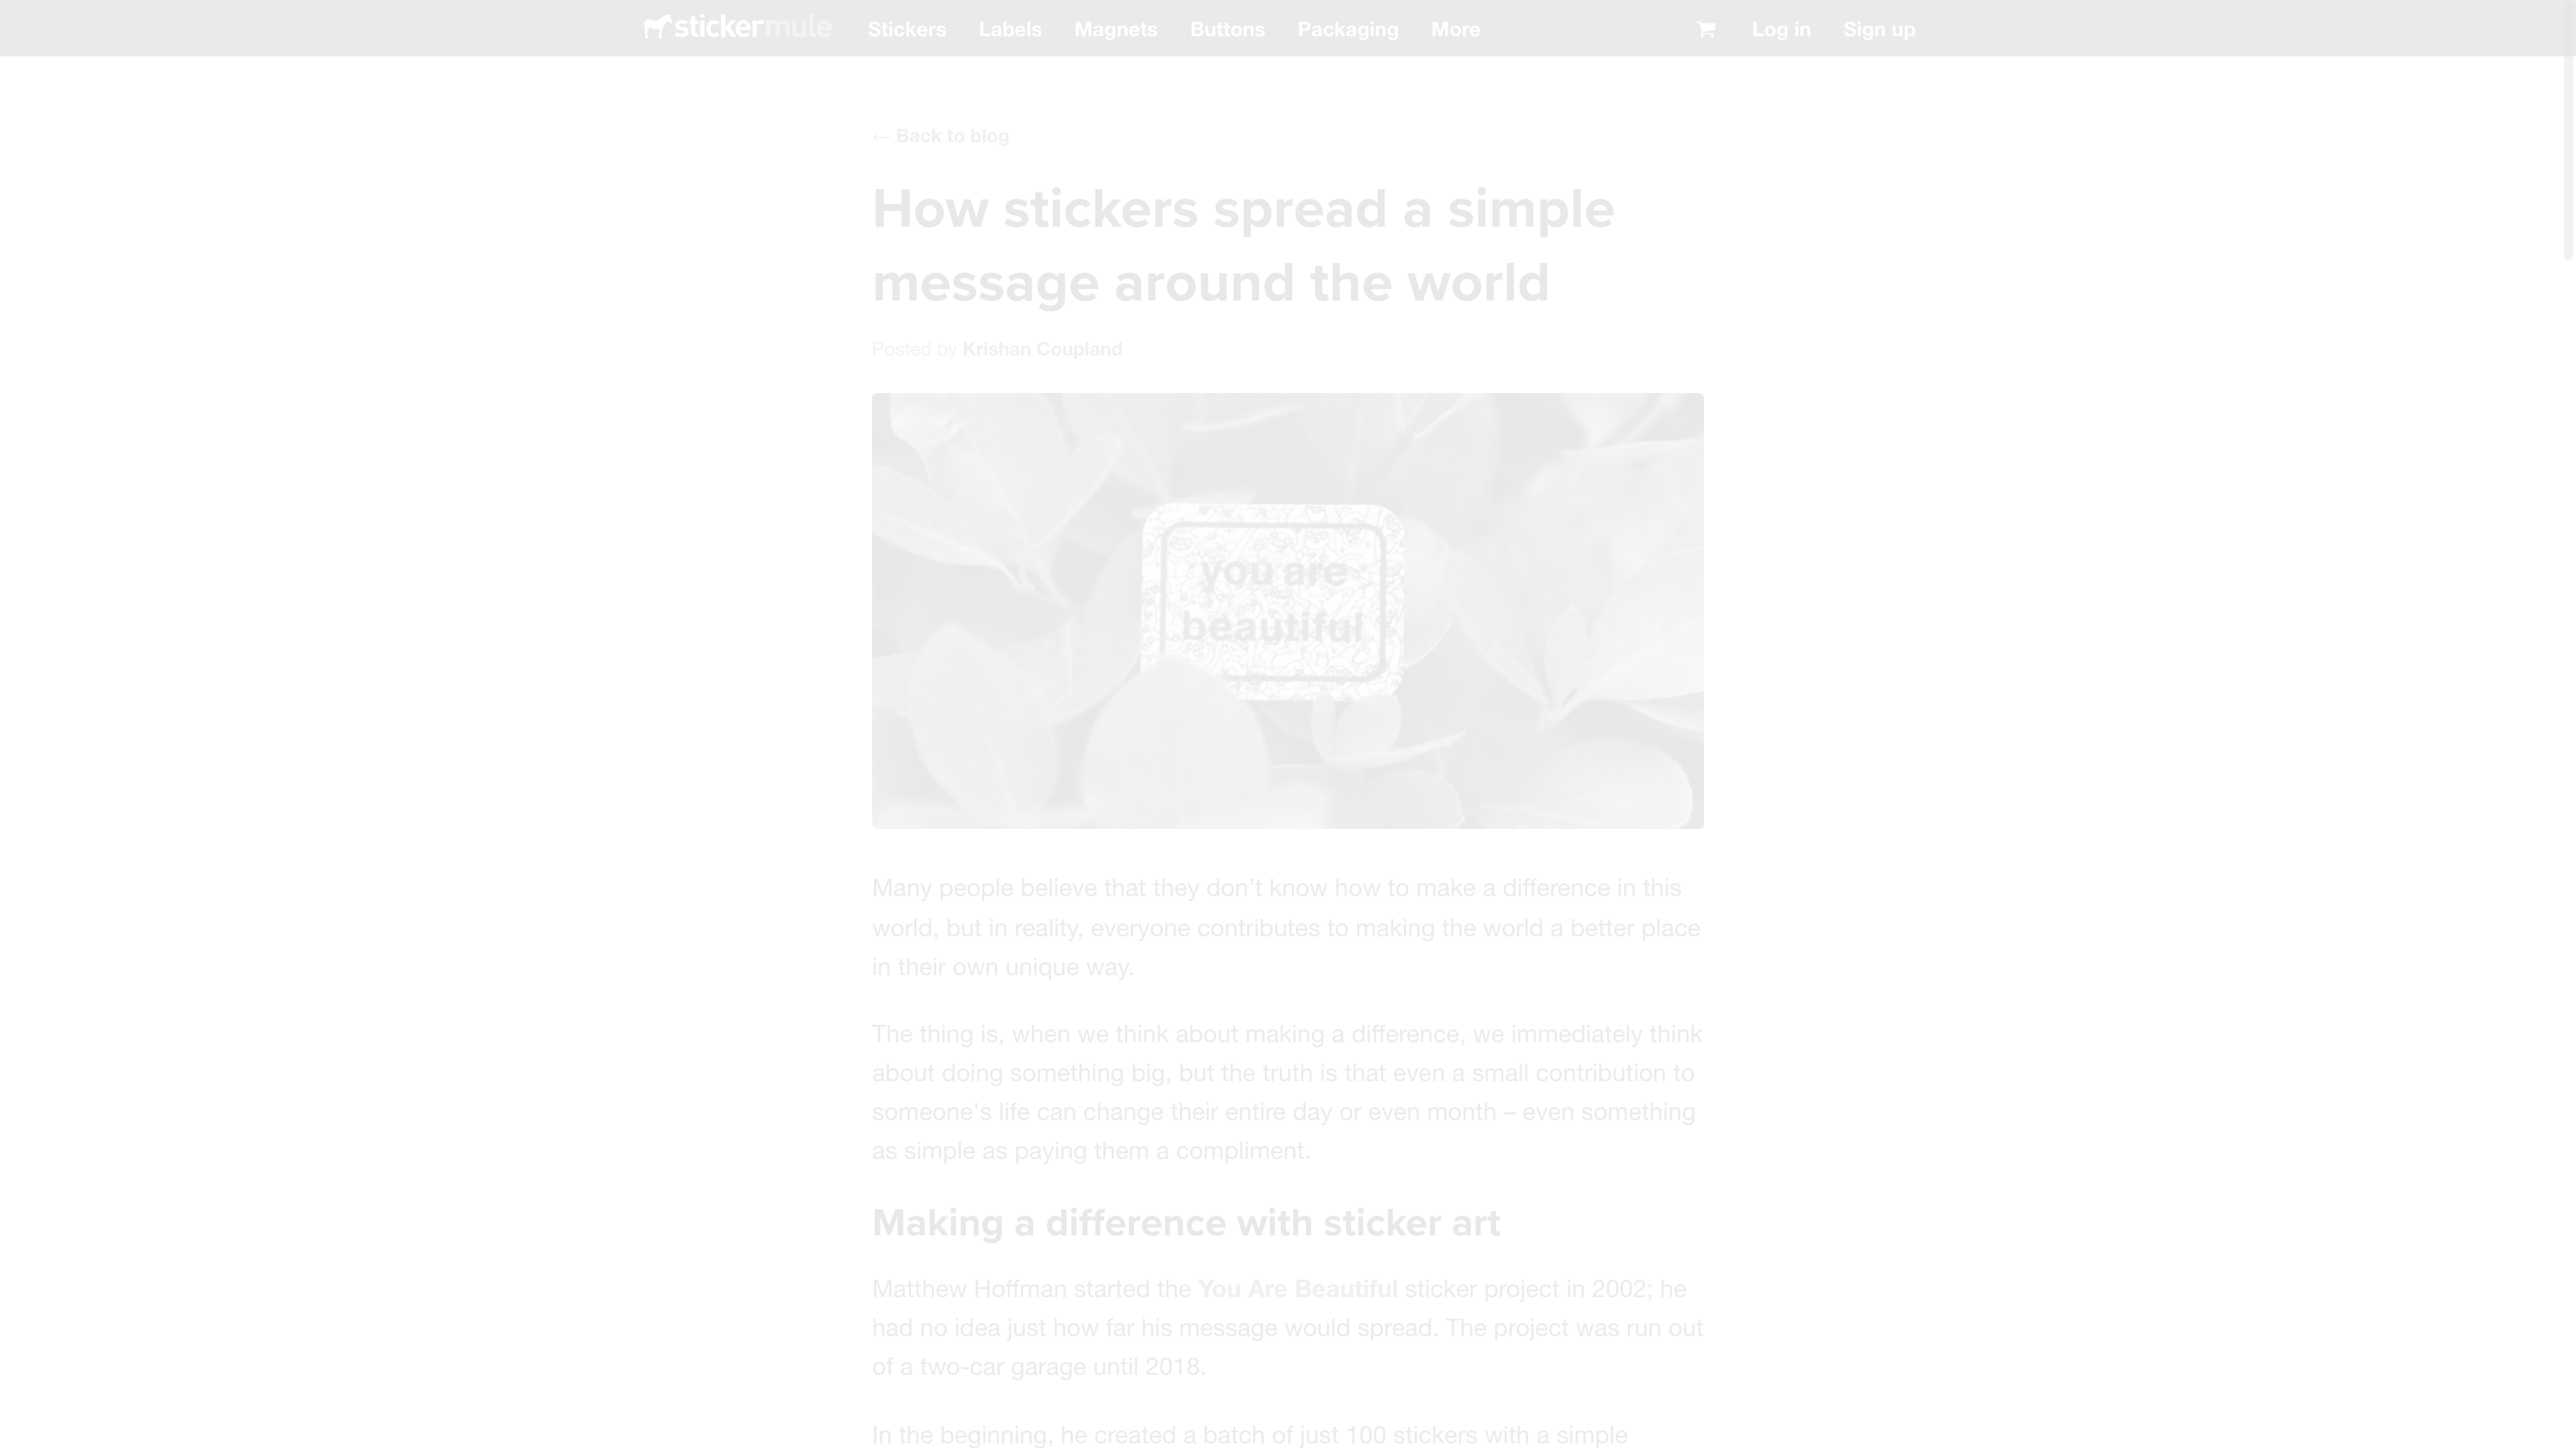 stickermule Stickers Labels Magnets Buttons Packaging More Log in Sign up
← Back to blog
How stickers spread a simple
message around the world
Posted by Krishan Coupland
you are
beautiful
Many people believe that they don’t know how to make a difference in this
world, but in reality, everyone contributes to making the world a better place
in their own unique way.
The thing is, when we think about making a difference, we immediately think
about doing something big, but the truth is that even a small contribution to
someone's life can change their entire day or even month – even something
as simple as paying them a compliment.
Making a difference with sticker art
Matthew Hoffman started the You Are Beautiful sticker project in 2002; he
had no idea just how far his message would spread. The project was run out
of a two-car garage until 2018.
In the beginning, he created a batch of just 100 stickers with a simple